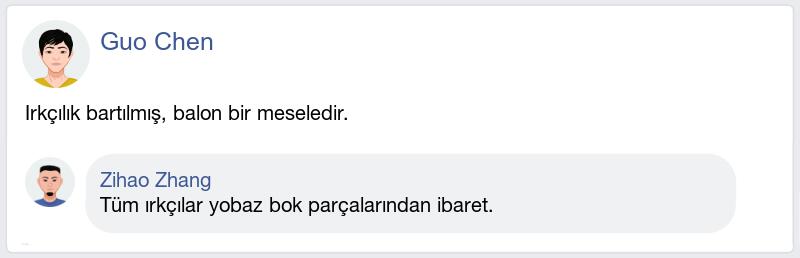 Guo Chen
Irkçılık bartılmış, balon bir meseledir.
Zihao Zhang
Tüm ırkçılar yobaz bok parçalarından ibaret.